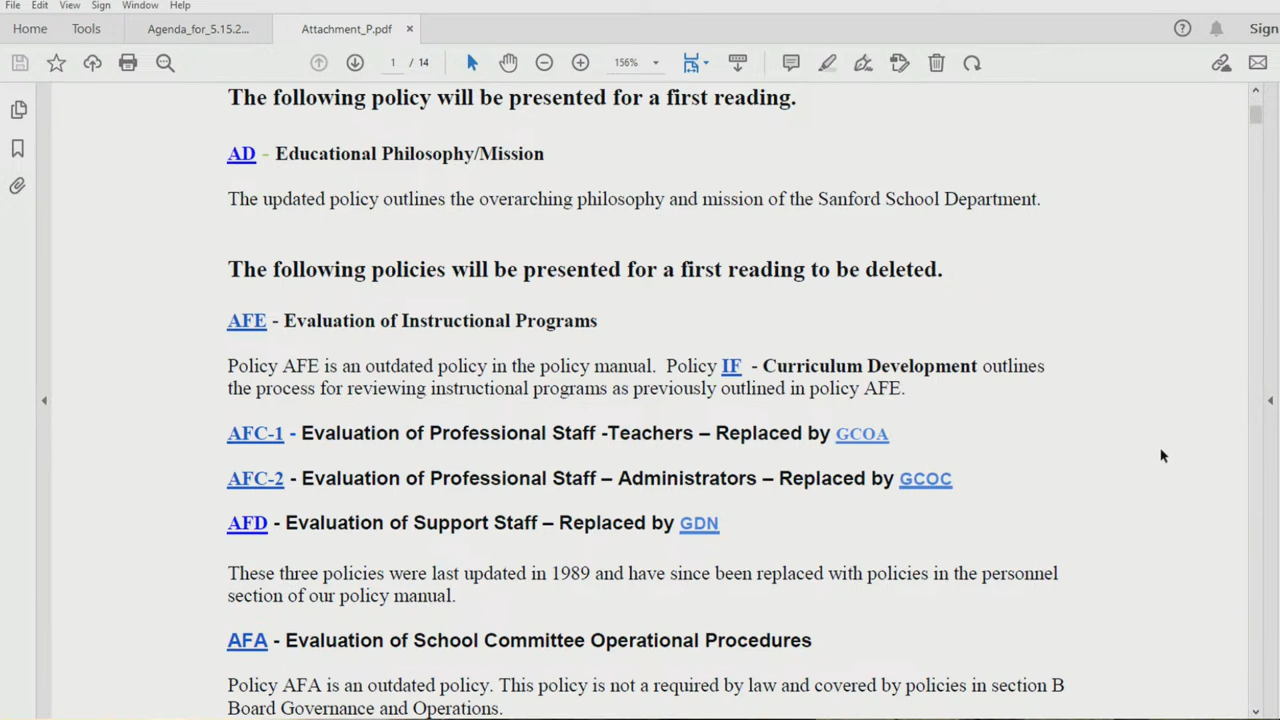 File Edit View Sign Window Help
Home Tools Agenda_for_5.15.2... Attachment_P.pdf × Sign
1 / 14 156%
The following policy will be presented for a first reading.
AD - Educational Philosophy/Mission
The updated policy outlines the overarching philosophy and mission of the Sanford School Department.
The following policies will be presented for a first reading to be deleted.
AFE - Evaluation of Instructional Programs
Policy AFE is an outdated policy in the policy manual. Policy IF - Curriculum Development outlines
the process for reviewing instructional programs as previously outlined in policy AFE.
AFC-1 - Evaluation of Professional Staff -Teachers – Replaced by GCOA
AFC-2 - Evaluation of Professional Staff – Administrators – Replaced by GCOC
AFD - Evaluation of Support Staff – Replaced by GDN
These three policies were last updated in 1989 and have since been replaced with policies in the personnel
section of our policy manual.
AFA - Evaluation of School Committee Operational Procedures
Policy AFA is an outdated policy. This policy is not a required by law and covered by policies in section B
Board Governance and Operations.